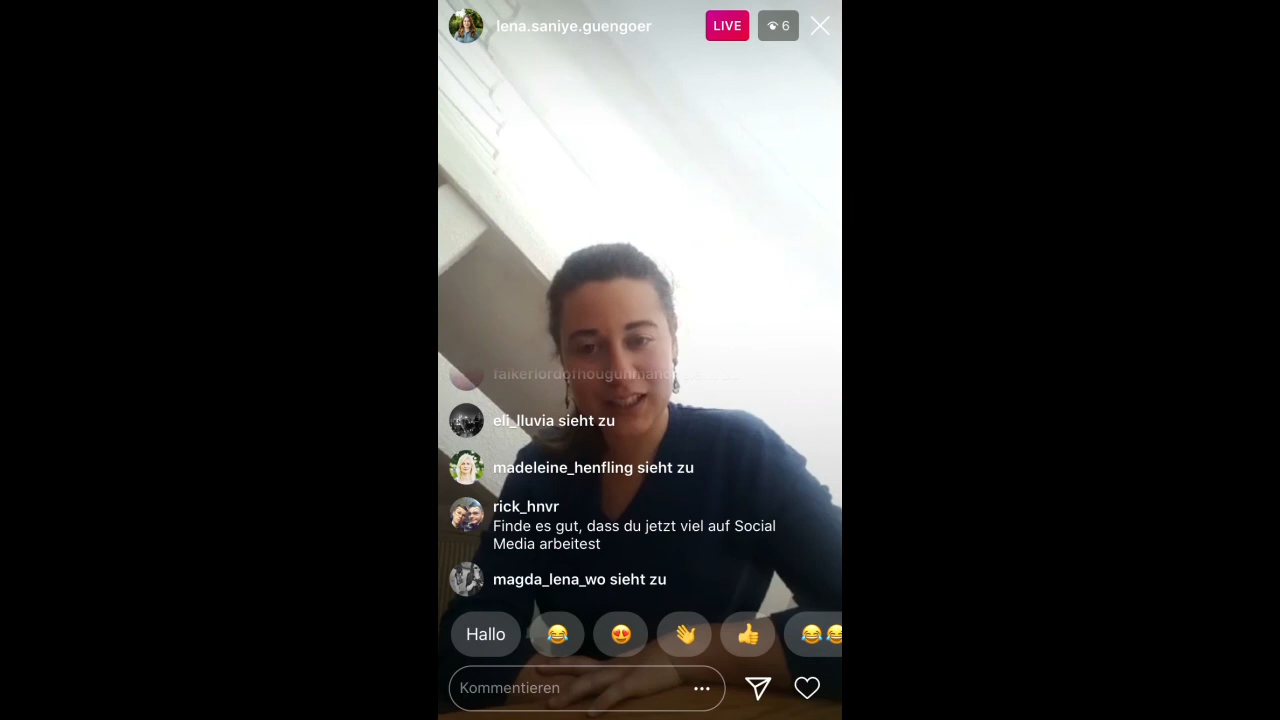 lena.saniye.guengoer
LIVE
6
eli_lluvia sieht zu
madeleine_henfling sieht zu
rick_hnvr
Finde es gut, dass du jetzt viel auf Social
Media arbeitest
magda_lena_wo sieht zu
Hallo
Kommentieren